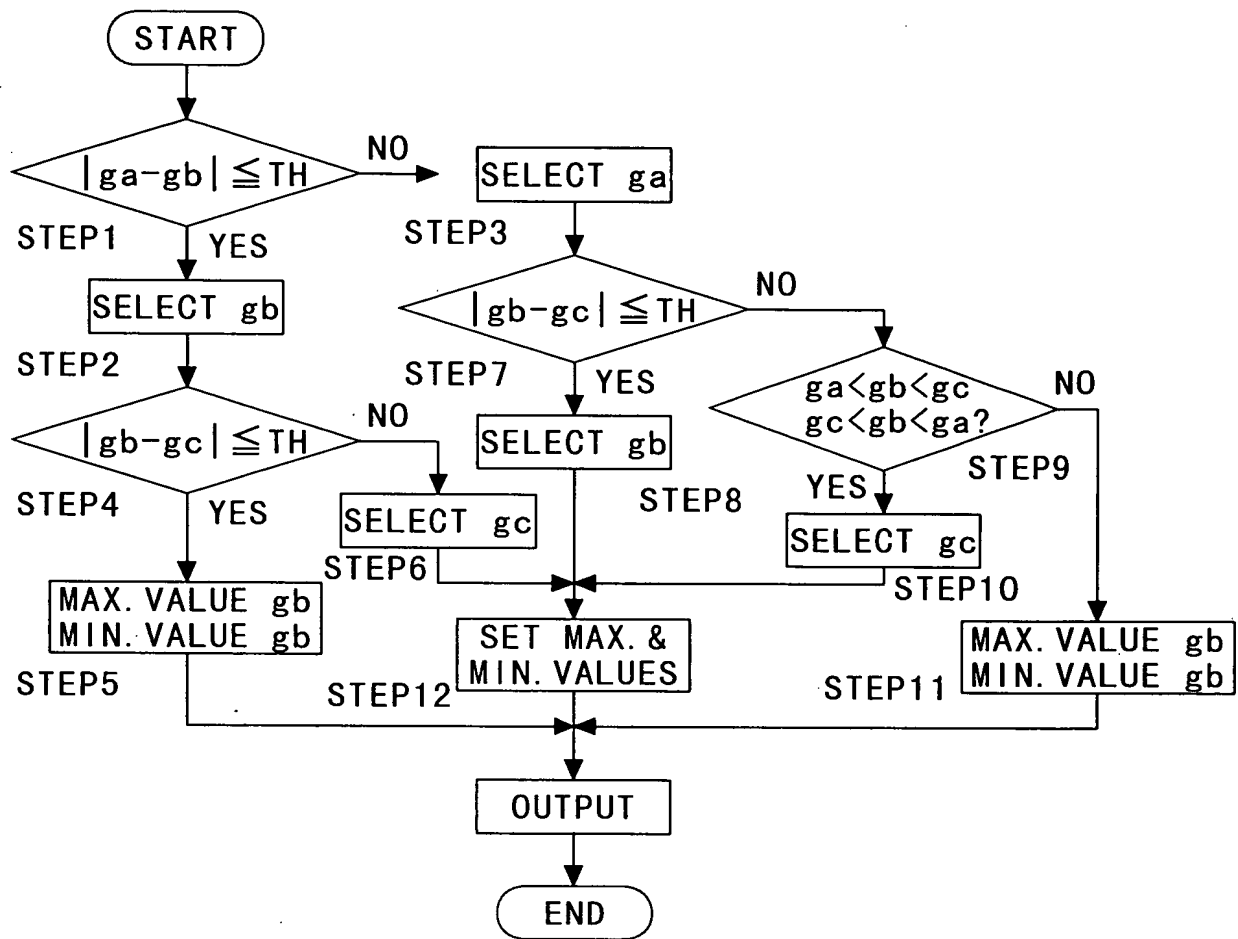 START
|ga-gb|≦TH
NO
SELECT ga
STEP1
YES
STEP3
SELECT gb
|gb-gc|≦TH
NO
STEP2
STEP7
YES
ga<gb<gc
gc<gb<ga?
NO
|gb-gc|≦TH
NO
SELECT gb
STEP9
STEP4
YES
STEP8
YES
SELECT gc
SELECT gc
STEP6
STEP10
MAX. VALUE gb
MIN. VALUE gb
SET MAX. &
MIN. VALUES
MAX. VALUE gb
MIN. VALUE gb
STEP5
STEP12
STEP11
OUTPUT
END